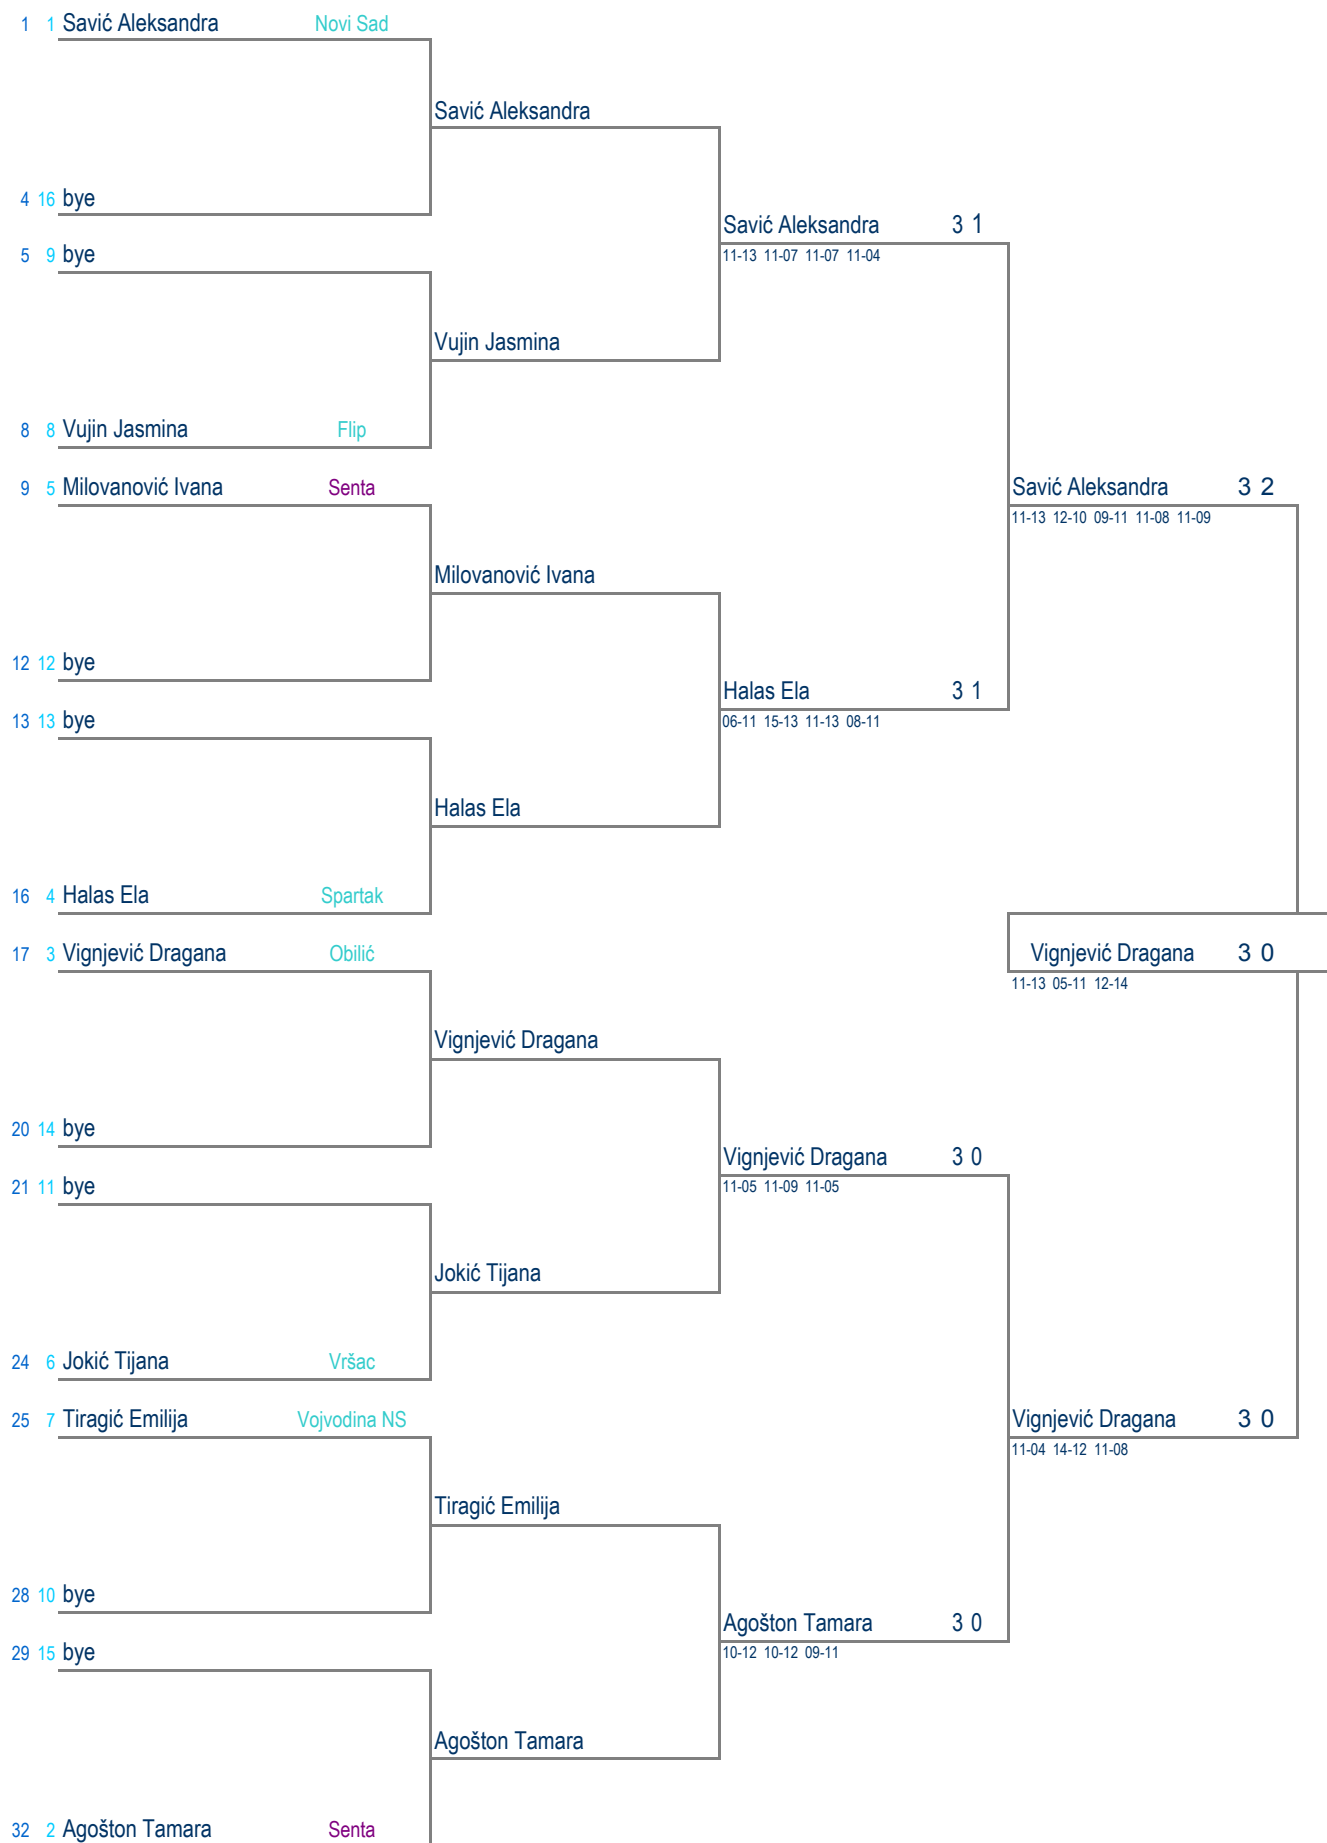 1 1 Savić Aleksandra Novi Sad
Savić Aleksandra
4 16 bye
Savić Aleksandra 3 1
5 9 bye
11-13 11-07 11-07 11-04
Vujin Jasmina
8 8 Vujin Jasmina Flip
9 5 Milovanović Ivana Senta
Savić Aleksandra 3 2
11-13 12-10 09-11 11-08 11-09
Milovanović Ivana
12 12 bye
Halas Ela 3 1
13 13 bye
06-11 15-13 11-13 08-11
Halas Ela
16 4 Halas Ela Spartak
17 3 Vignjević Dragana Obilić
Vignjević Dragana 3 0
11-13 05-11 12-14
Vignjević Dragana
20 14 bye
Vignjević Dragana 3 0
21 11 bye
11-05 11-09 11-05
Jokić Tijana
24 6 Jokić Tijana Vršac
25 7 Tiragić Emilija Vojvodina NS
Vignjević Dragana 3 0
11-04 14-12 11-08
Tiragić Emilija
28 10 bye
Agošton Tamara 3 0
29 15 bye
10-12 10-12 09-11
Agošton Tamara
32 2 Agošton Tamara Senta